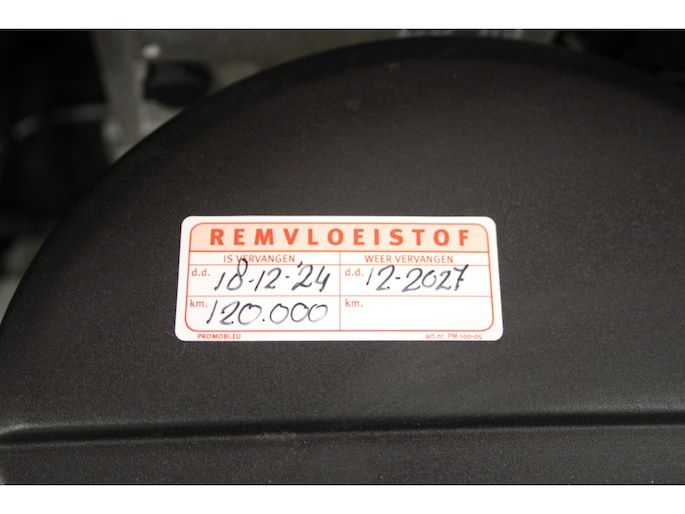 REMVLOEISTOF
IS VERVANGEN WEER VERVANGEN
d.d. 18-12-'24 d.d. 12-2027
km. 120.000 km.
PROMOBI.EU art.nr. PM 100-05